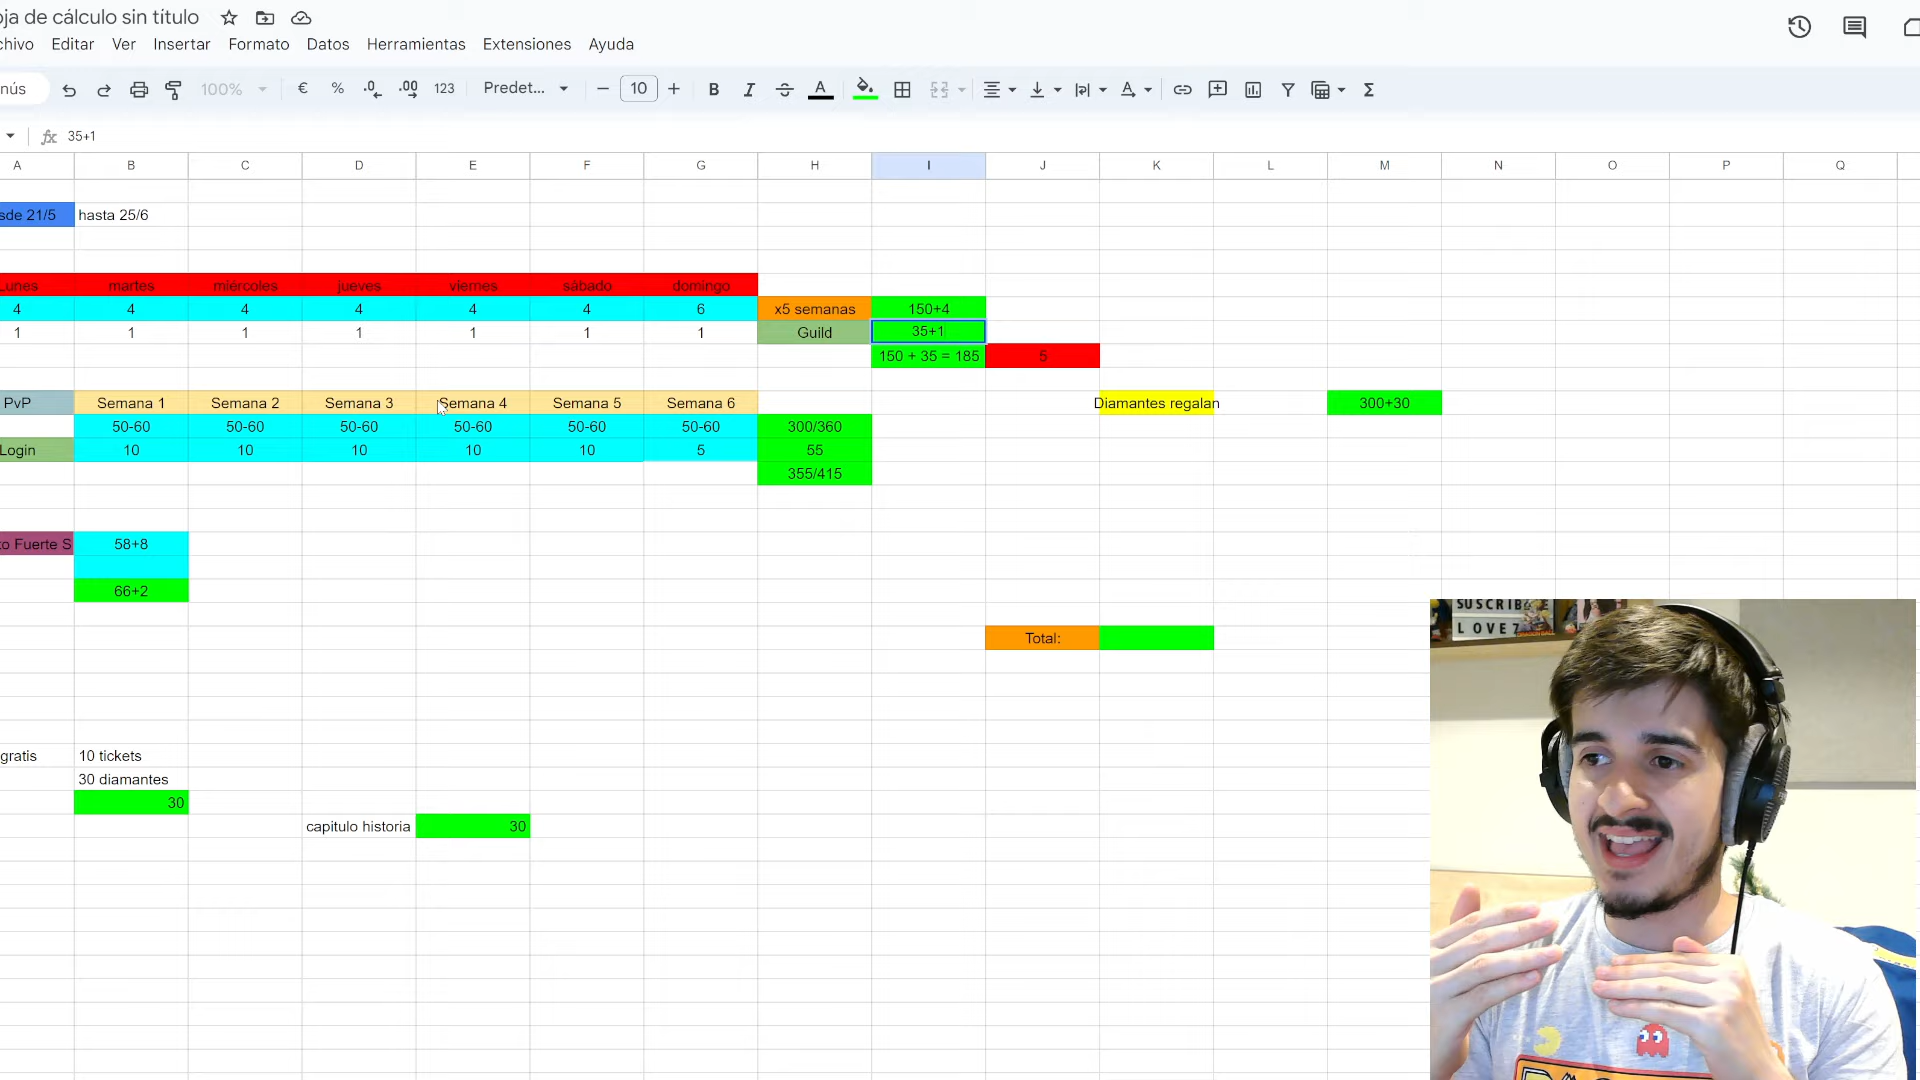 oja de cálculo sin título
chivo Editar Ver Insertar Formato Datos Herramientas Extensiones Ayuda
nús 100% € % .0 .00 123 Predet... 10 B I A Σ
fx 35+1
A B C D E F G H I J K L M N O P Q
sde 21/5 hasta 25/6
Lunes martes miércoles jueves viernes sábado domingo
4 4 4 4 4 4 6 x5 semanas 150+4
1 1 1 1 1 1 1 Guild 35+1
150 + 35 = 185 5
PvP Semana 1 Semana 2 Semana 3 Semana 4 Semana 5 Semana 6 Diamantes regalan 300+30
50-60 50-60 50-60 50-60 50-60 50-60 300/360
Login 10 10 10 10 10 5 55
355/415
to Fuerte S 58+8
66+2
Total:
gratis 10 tickets
30 diamantes
30
capitulo historia 30
SUSCRIB E
LOVE7
DRAGON BALL